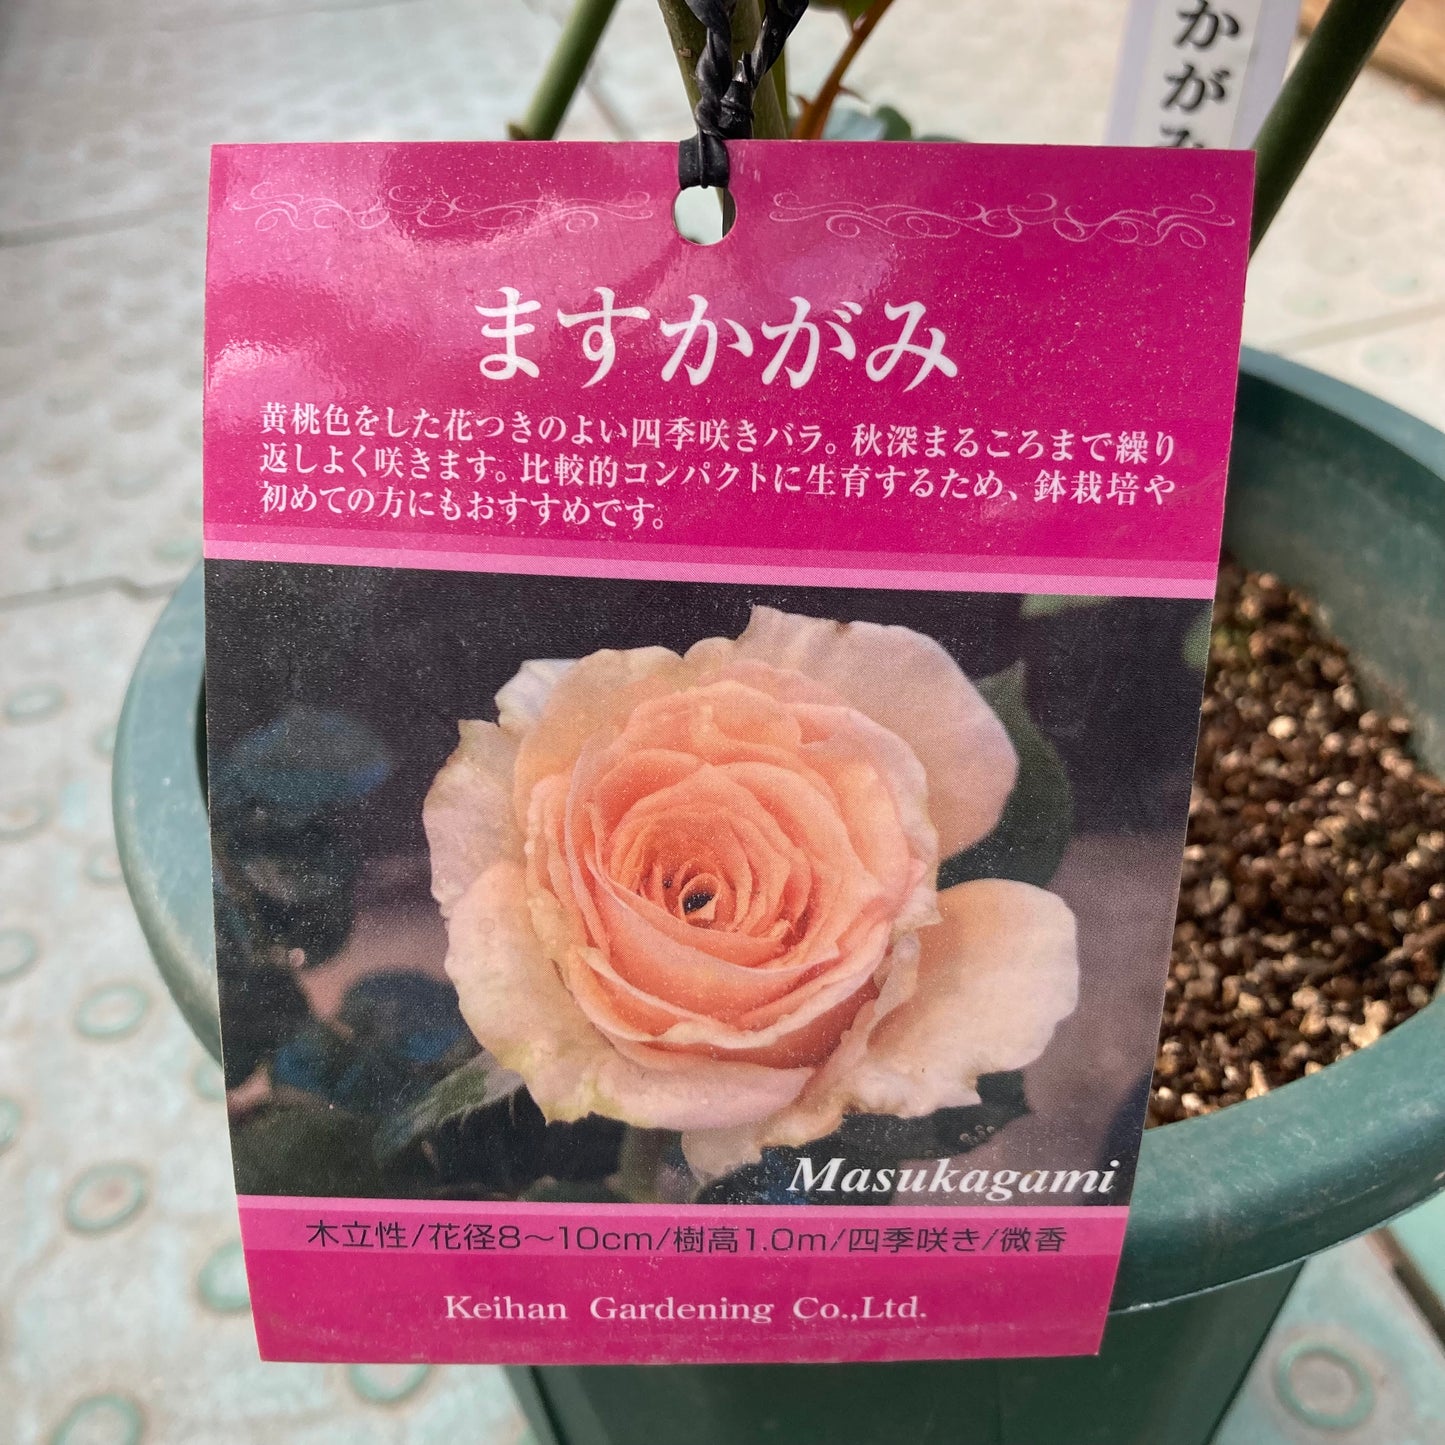 かがみ
ますかがみ
黄桃色をした花つきのよい四季咲きバラ。秋深まるころまで繰り
返しよく咲きます。比較的コンパクトに生育するため、鉢栽培や
初めての方にもおすすめです。
Masukagami
木立性/花径8〜10cm/樹高1.0m/四季咲き/微香
Keihan Gardening Co.,Ltd.